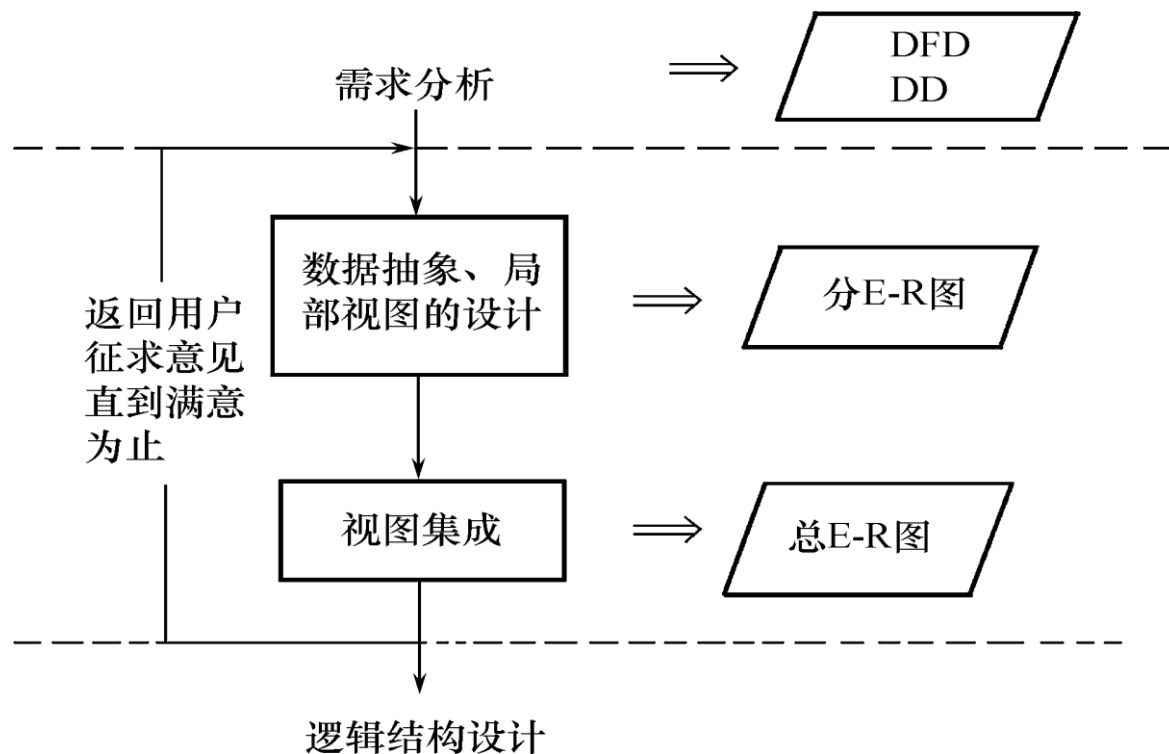 需求分析
DFD
DD
数据抽象、局
部视图的设计
分E-R图
返回用户
征求意见
直到满意
为止
视图集成
总E-R图
逻辑结构设计